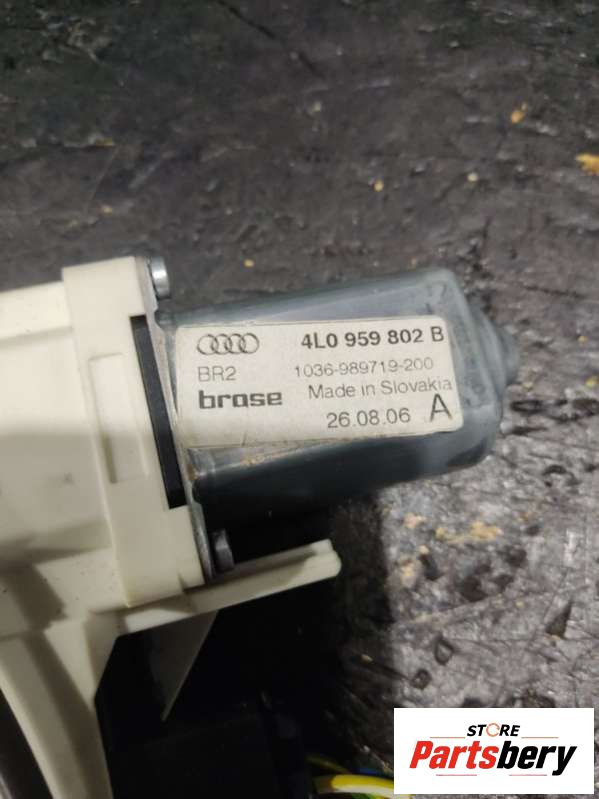 4L0 959 802 B
BR2 1036-989719-200
brose Made in Slovakia
26.08.06 A
STORE
Partsbery